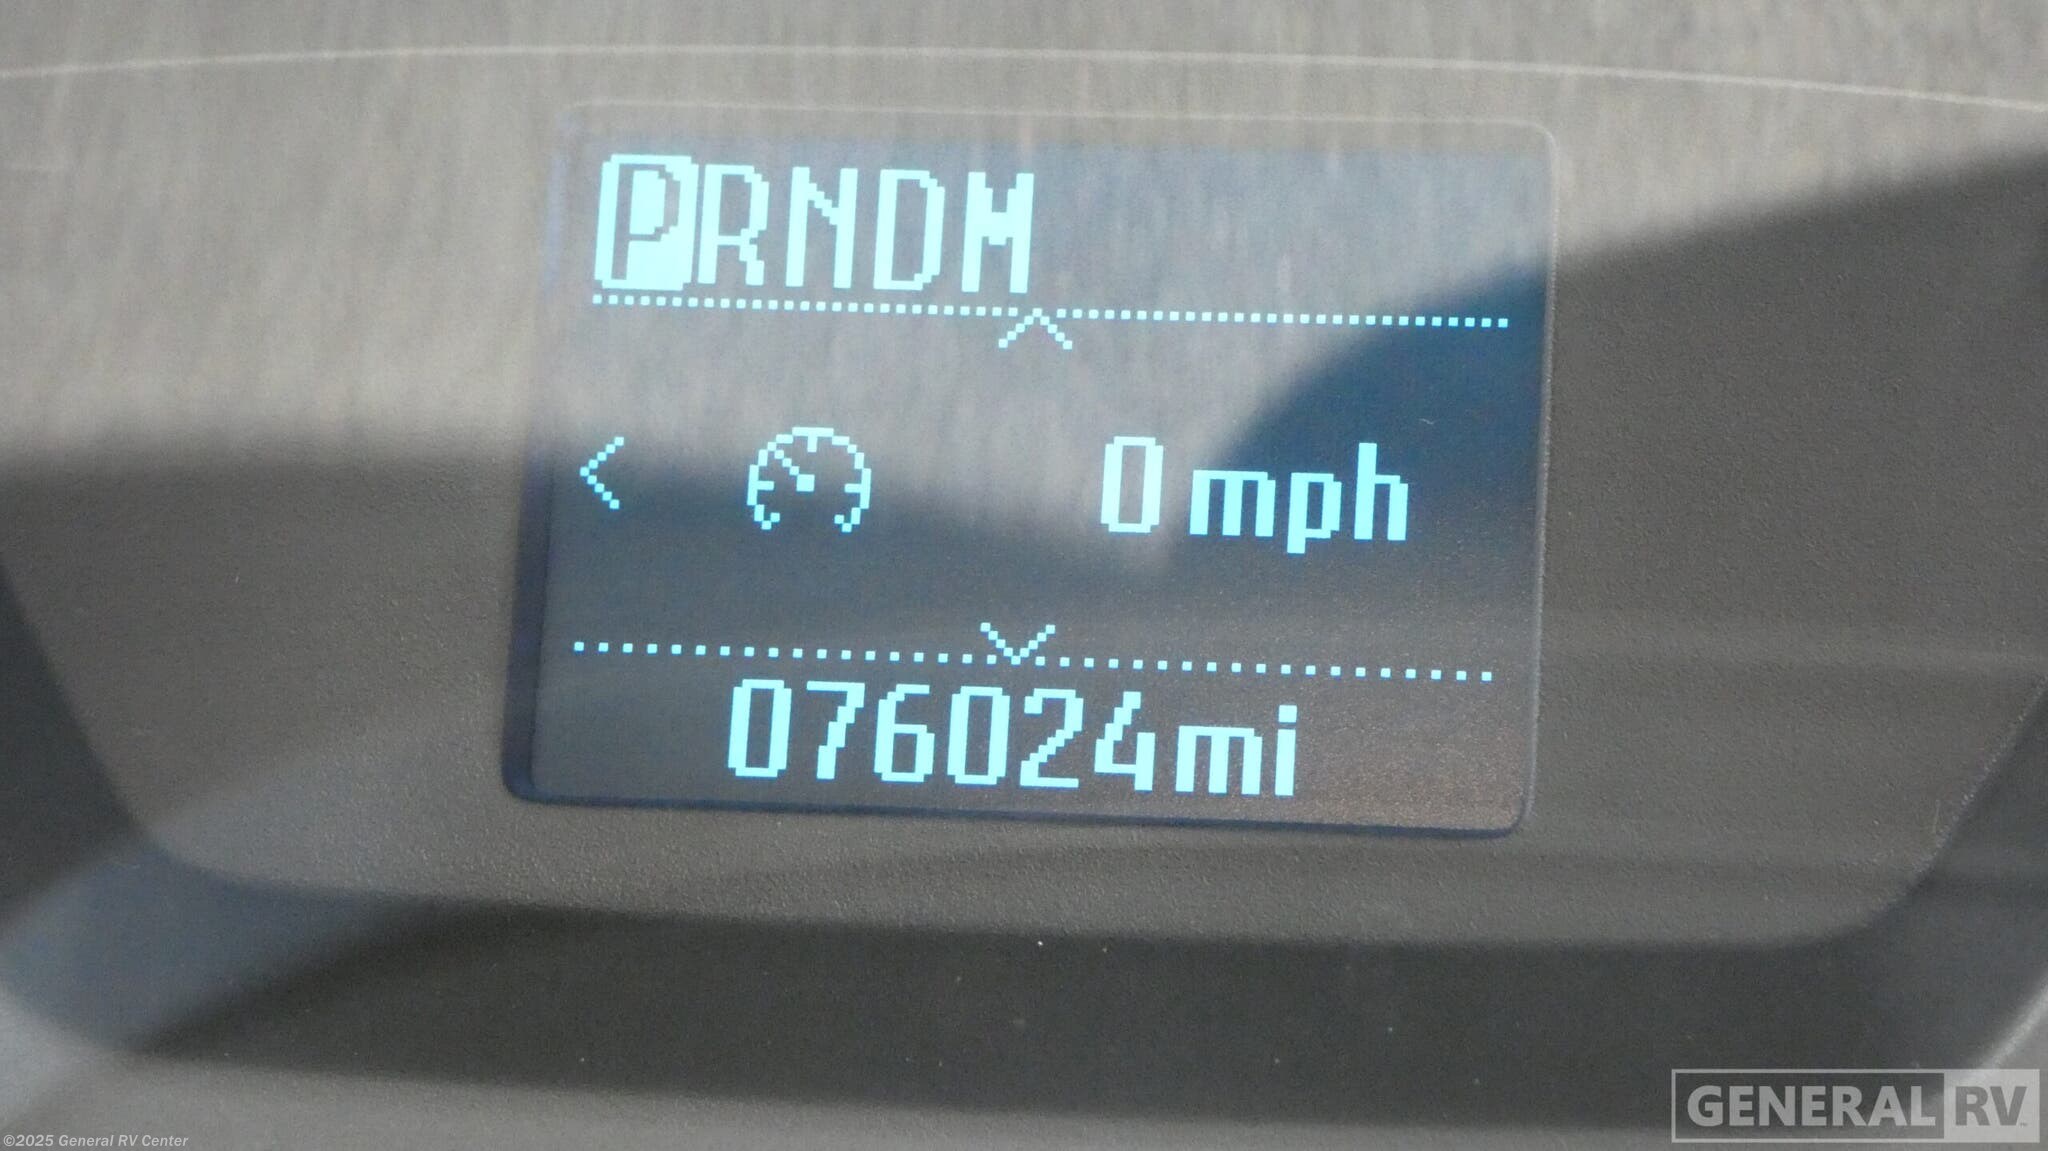 PRNDM
0 mph
076024mi
GENERAL RV
©2025 General RV Center